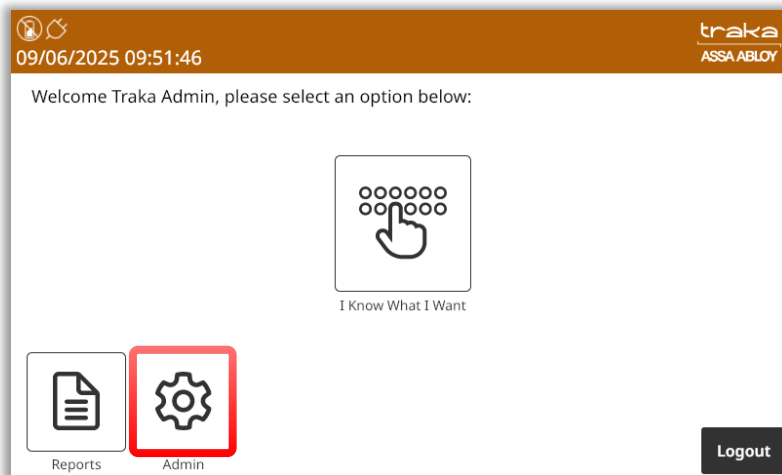 traka
09/06/2025 09:51:46
ASSA ABLOY
Welcome Traka Admin, please select an option below:
I Know What I Want
Reports
Admin
Logout